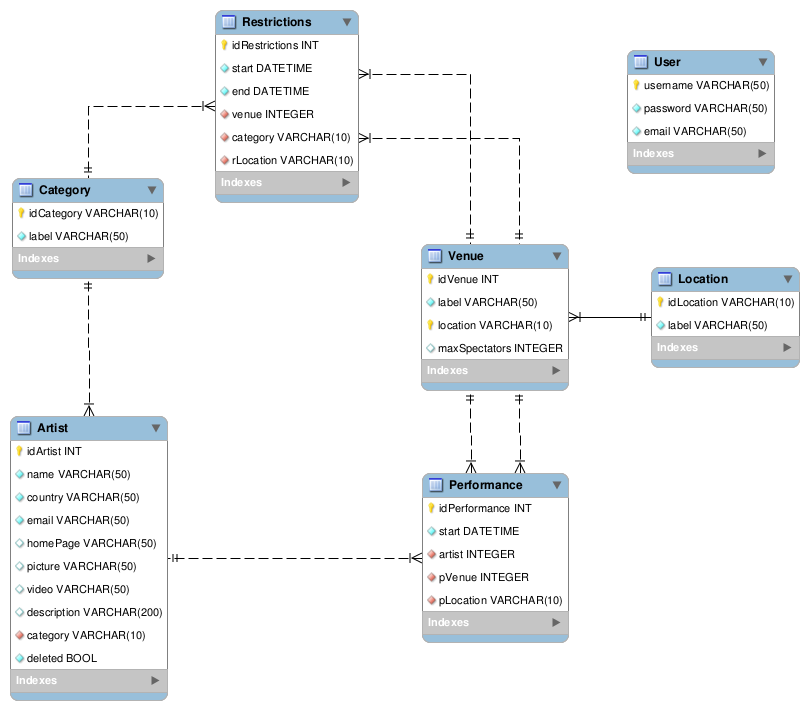 Restrictions
idRestrictions INT
start DATETIME
end DATETIME
venue INTEGER
category VARCHAR(10)
rLocation VARCHAR(10)
Indexes
User
username VARCHAR(50)
password VARCHAR(50)
email VARCHAR(50)
Indexes
Category
idCategory VARCHAR(10)
label VARCHAR(50)
Indexes
Venue
idVenue INT
label VARCHAR(50)
location VARCHAR(10)
maxSpectators INTEGER
Indexes
Location
idLocation VARCHAR(10)
label VARCHAR(50)
Indexes
Artist
idArtist INT
name VARCHAR(50)
country VARCHAR(50)
email VARCHAR(50)
homePage VARCHAR(50)
picture VARCHAR(50)
video VARCHAR(50)
description VARCHAR(200)
category VARCHAR(10)
deleted BOOL
Indexes
Performance
idPerformance INT
start DATETIME
artist INTEGER
pVenue INTEGER
pLocation VARCHAR(10)
Indexes